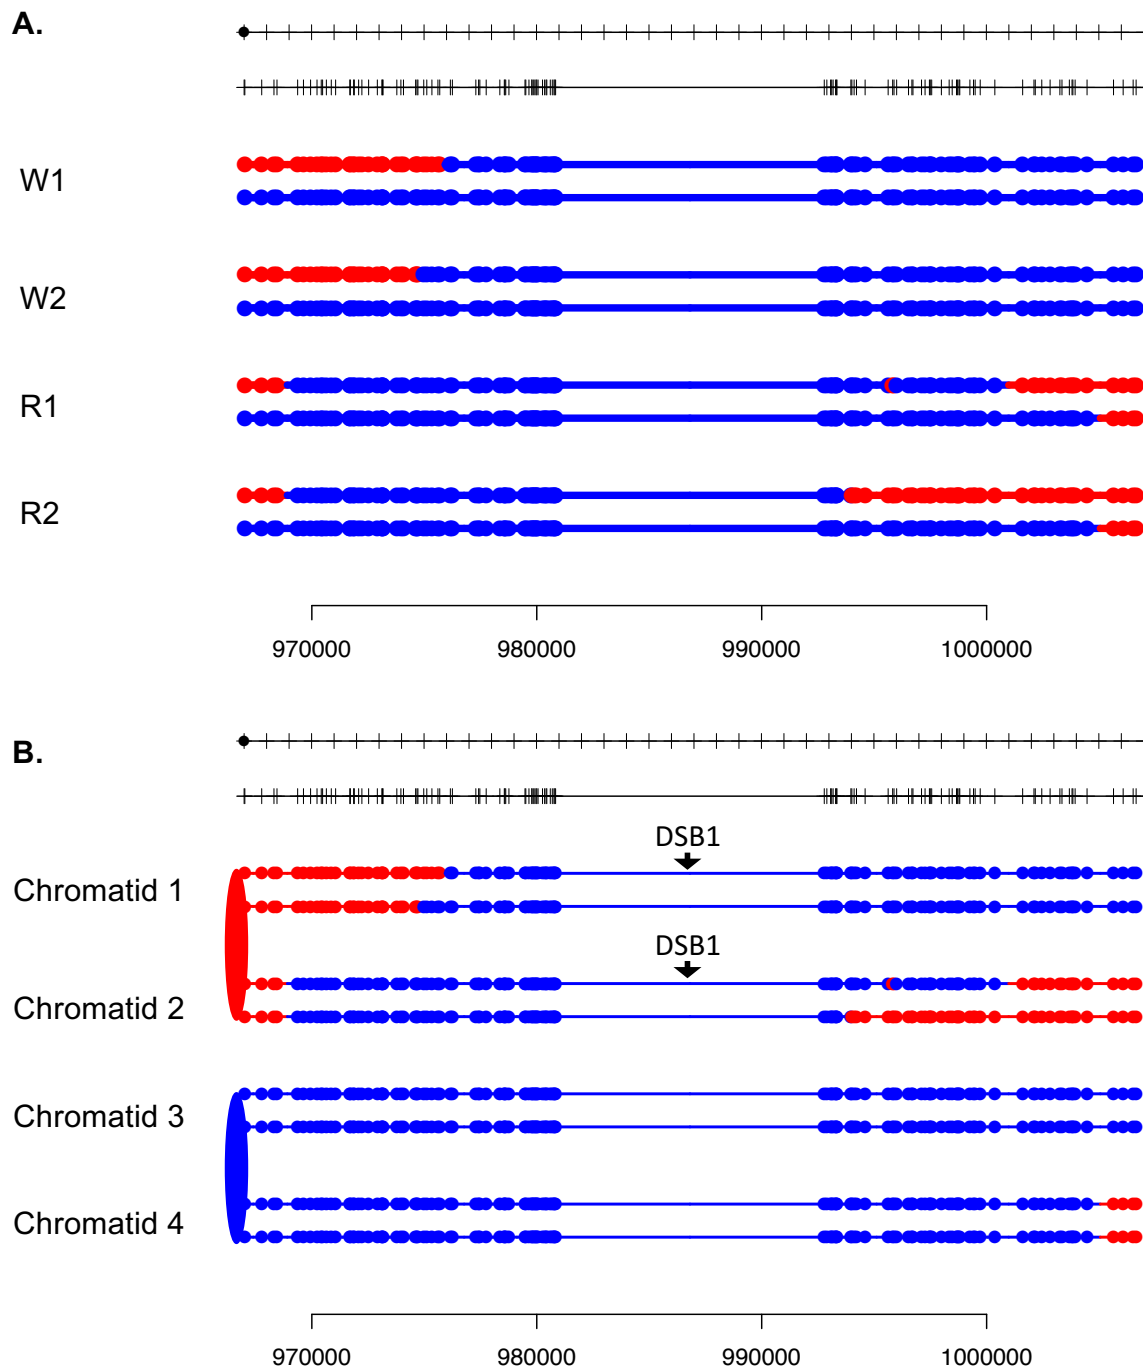 A.
W1
W2
R1
R2
970000 980000 990000 1000000
B.
DSB1
Chromatid 1
DSB1
Chromatid 2
Chromatid 3
Chromatid 4
970000 980000 990000 1000000